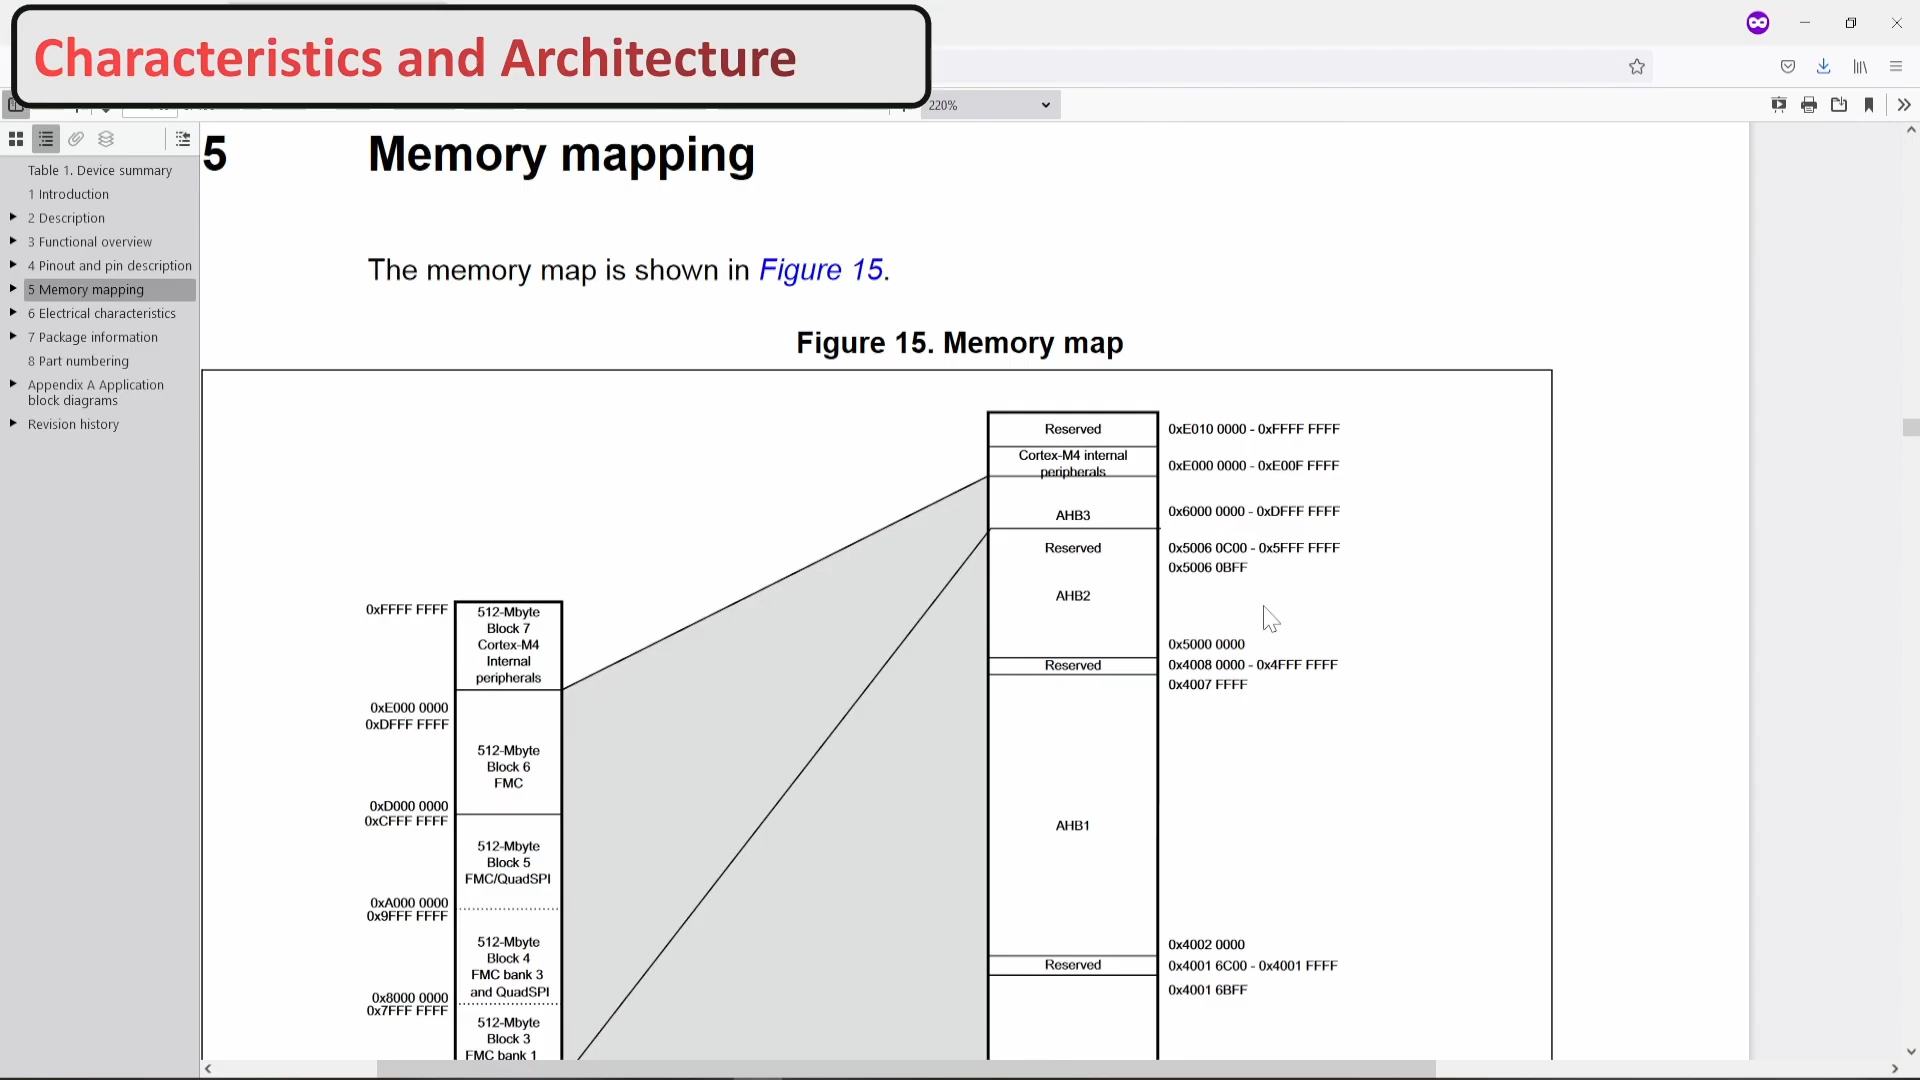 Characteristics and Architecture
220%
Table 1. Device summary
1 Introduction
2 Description
3 Functional overview
4 Pinout and pin description
5 Memory mapping
6 Electrical characteristics
7 Package information
8 Part numbering
Appendix A Application
block diagrams
Revision history
5 Memory mapping
The memory map is shown in Figure 15.
Figure 15. Memory map
0xFFFF FFFF
512-Mbyte
Block 7
Cortex-M4
Internal
peripherals
0xE000 0000
0xDFFF FFFF
512-Mbyte
Block 6
FMC
0xD000 0000
0xCFFF FFFF
512-Mbyte
Block 5
FMC/QuadSPI
0xA000 0000
0x9FFF FFFF
512-Mbyte
Block 4
FMC bank 3
and QuadSPI
0x8000 0000
0x7FFF FFFF
512-Mbyte
Block 3
FMC bank 1
Reserved 0xE010 0000 - 0xFFFF FFFF
Cortex-M4 internal
peripherals
0xE000 0000 - 0xE00F FFFF
AHB3 0x6000 0000 - 0xDFFF FFFF
Reserved 0x5006 0C00 - 0x5FFF FFFF
0x5006 0BFF
AHB2
0x5000 0000
Reserved 0x4008 0000 - 0x4FFF FFFF
0x4007 FFFF
AHB1
0x4002 0000
Reserved 0x4001 6C00 - 0x4001 FFFF
0x4001 6BFF